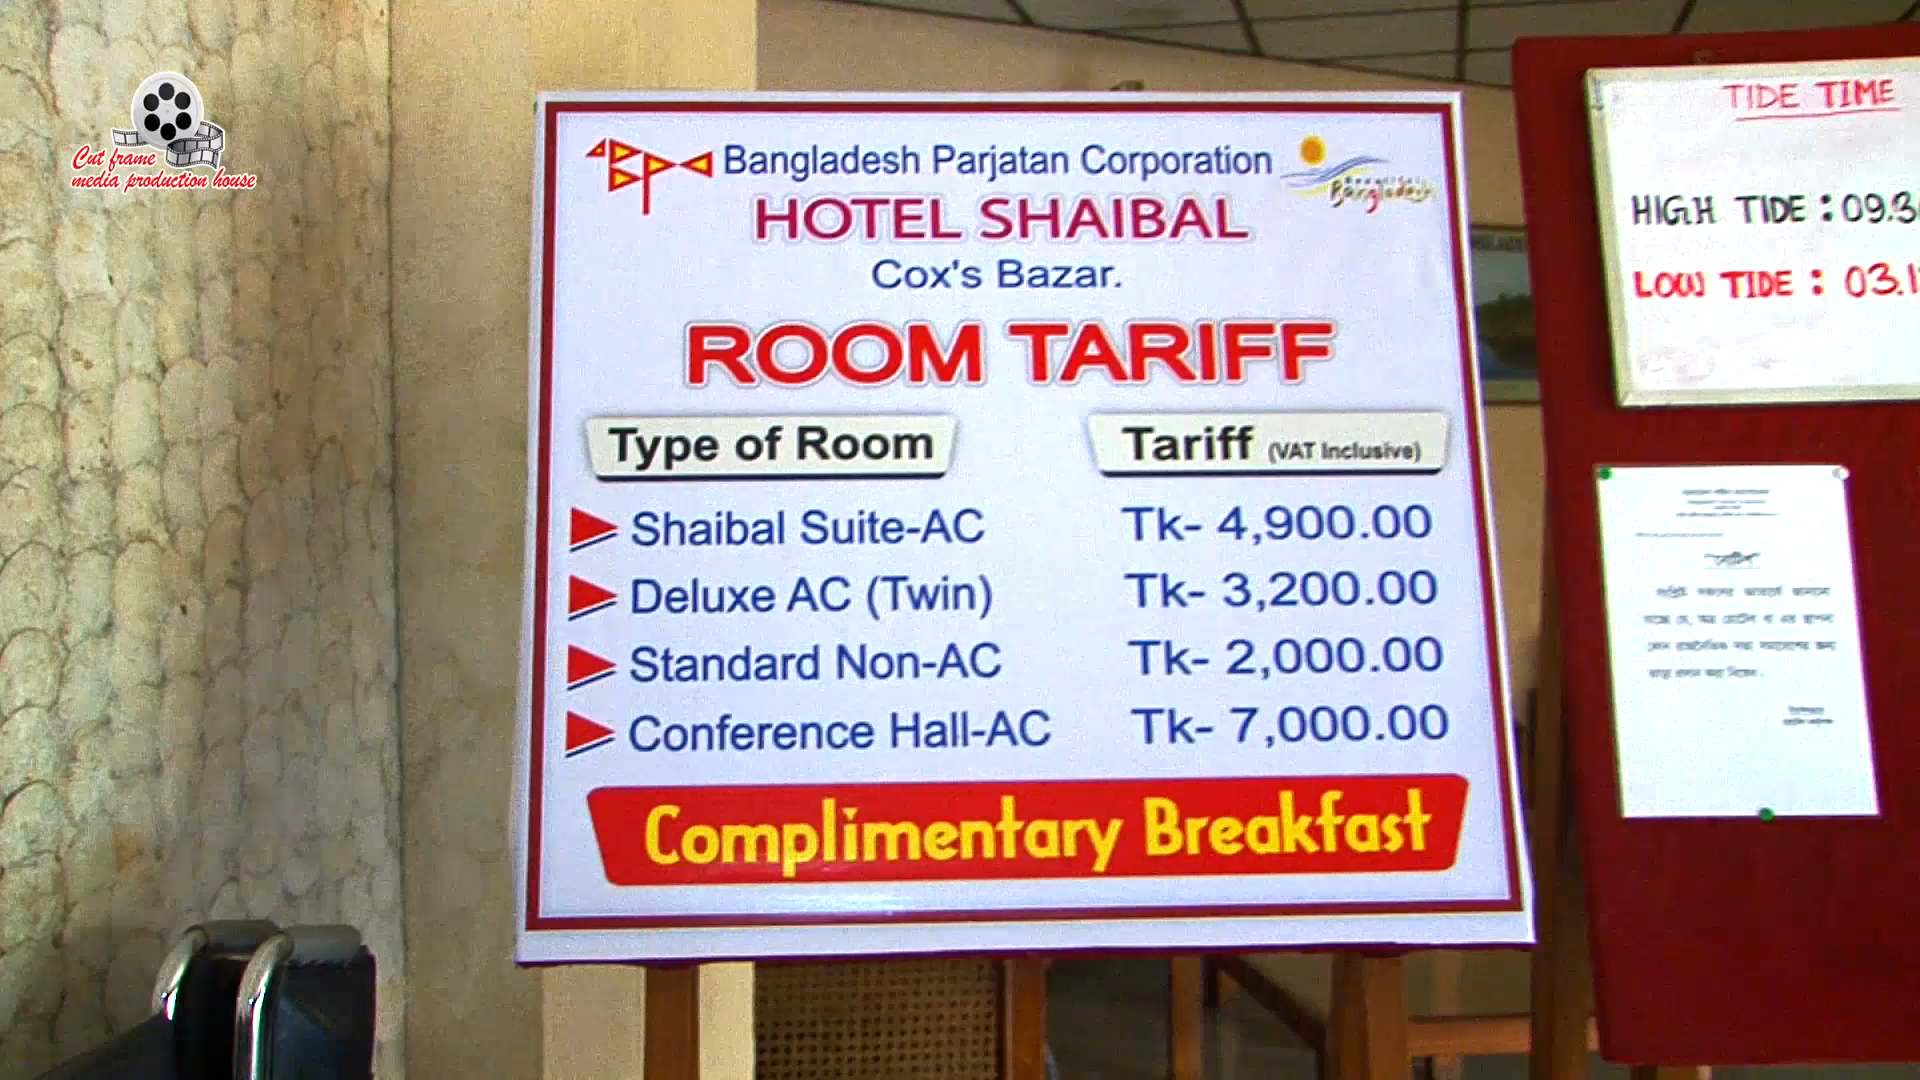 Cut frame
media production house
Bangladesh Parjatan Corporation
Bangladesh
HOTEL SHAIBAL
Cox's Bazar.
ROOM TARIFF
Type of Room Tariff (VAT Inclusive)
Shaibal Suite-AC Tk- 4,900.00
Deluxe AC (Twin) Tk- 3,200.00
Standard Non-AC Tk- 2,000.00
Conference Hall-AC Tk- 7,000.00
Complimentary Breakfast
TIDE TIME
HIGH TIDE : 09.3
LOW TIDE : 03.1